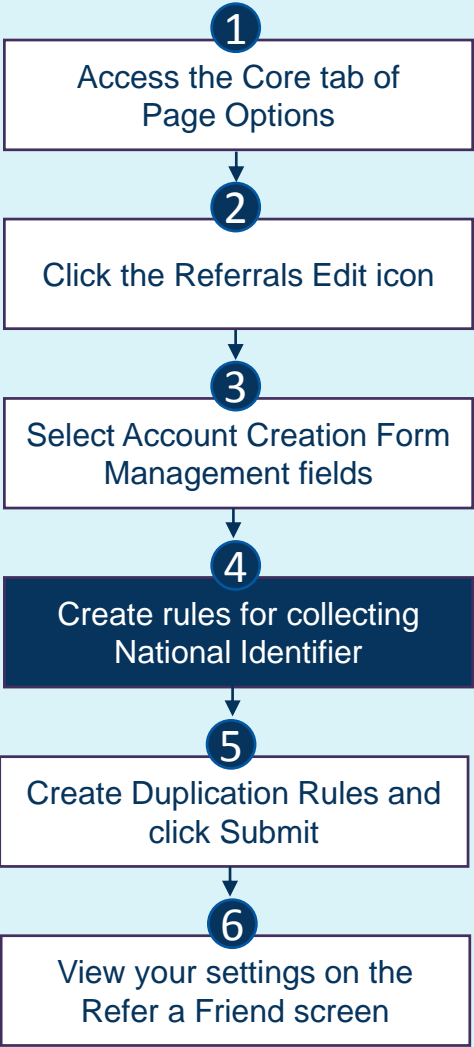 1
Access the Core tab of
Page Options
2
Click the Referrals Edit icon
3
Select Account Creation Form
Management fields
4
Create rules for collecting
National Identifier
5
Create Duplication Rules and
click Submit
6
View your settings on the
Refer a Friend screen